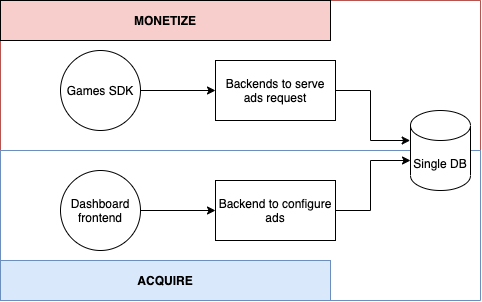 MONETIZE
Games SDK
Backends to serve
ads request
Single DB
Dashboard
frontend
Backend to configure
ads
ACQUIRE